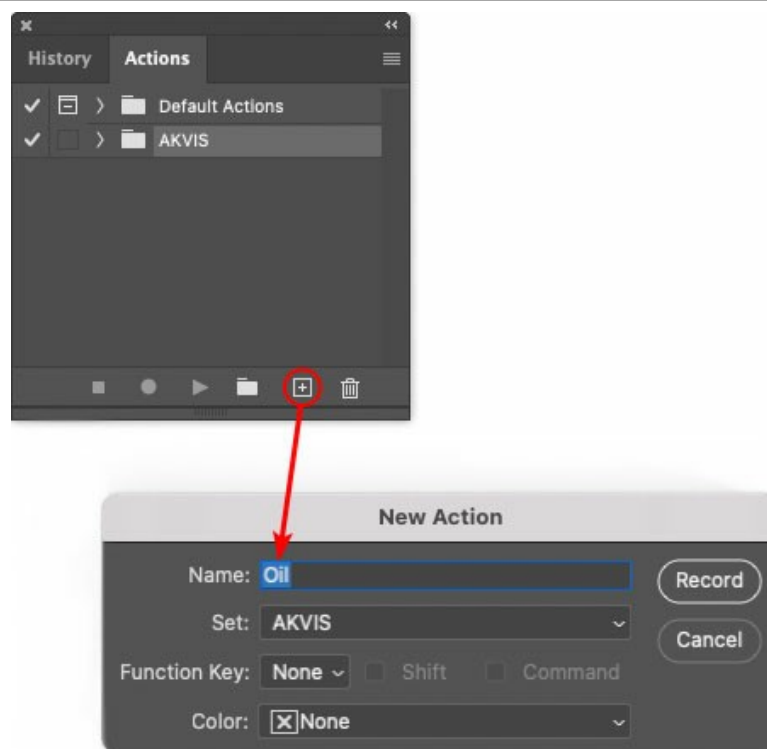 History Actions
Default Actions
AKVIS
New Action
Name: Oil
Record
Set: AKVIS
Cancel
Function Key: None Shift Command
Color: None